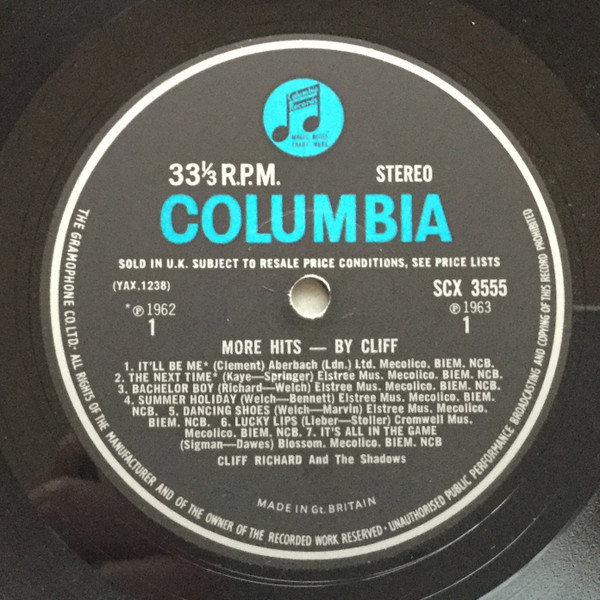 Columbia
Records
MAGIC NOTES
TRADE MARK
33⅓ R.P.M. STEREO
COLUMBIA
SOLD IN U.K. SUBJECT TO RESALE PRICE CONDITIONS, SEE PRICE LISTS
(YAX.1238) SCX 3555
*℗1962 ℗1963
1 1
MORE HITS — BY CLIFF
1. IT'LL BE ME* (Clement) Aberbach (Ldn.) Ltd. Mecolico. BIEM. NCB.
2. THE NEXT TIME* (Kaye—Springer) Elstree Mus. Mecolico. BIEM. NCB.
3. BACHELOR BOY (Richard—Welch) Elstree Mus. Mecolico. BIEM. NCB.
4. SUMMER HOLIDAY (Welch—Bennett) Elstree Mus. Mecolico. BIEM.
NCB. 5. DANCING SHOES (Welch—Marvin) Elstree Mus. Mecolico.
BIEM. NCB. 6. LUCKY LIPS (Lieber—Stoller) Cromwell Mus.
Mecolico. BIEM. NCB. 7. IT'S ALL IN THE GAME
(Sigman—Dawes) Blossom. Mecolico. BIEM. NCB
CLIFF RICHARD And The Shadows
MADE IN Gt. BRITAIN
THE GRAMOPHONE CO. LTD. · ALL RIGHTS OF THE MANUFACTURER AND OF THE OWNER OF THE RECORDED WORK RESERVED · UNAUTHORISED PUBLIC PERFORMANCE BROADCASTING AND COPYING OF THIS RECORD PROHIBITED